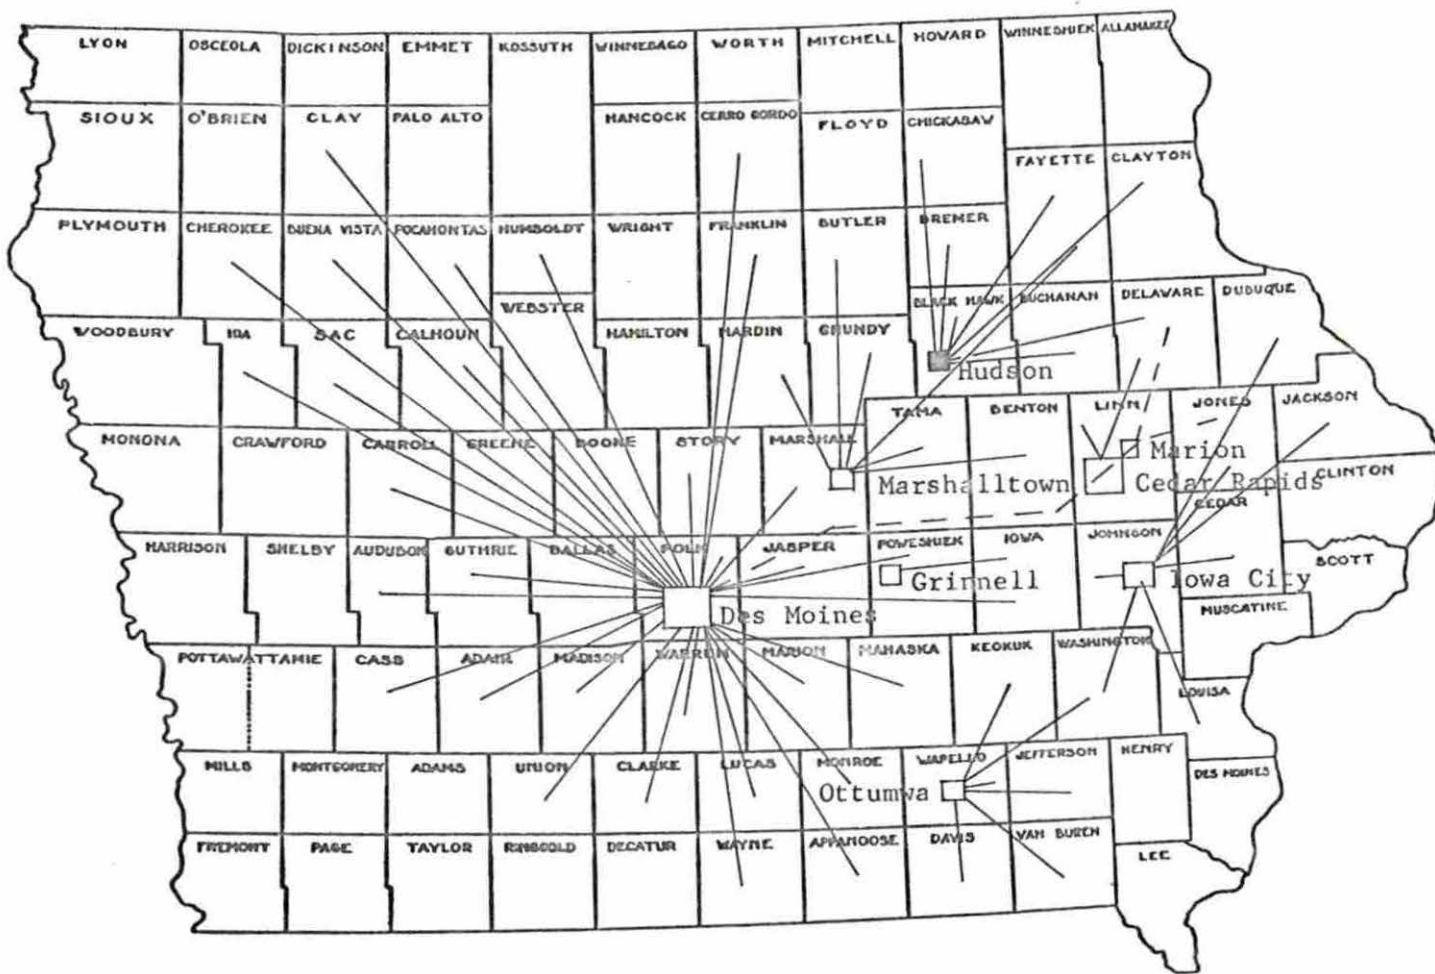 LYON OSCEOLA DICKINSON EMMET KOSSUTH WINNEBAGO WORTH MITCHELL HOWARD WINNESHIEK ALLAMAKEE
SIOUX O'BRIEN CLAY PALO ALTO HANCOCK CERRO GORDO FLOYD CHICKASAW
FAYETTE CLAYTON
PLYMOUTH CHEROKEE BUENA VISTA POCAHONTAS HUMBOLDT WRIGHT FRANKLIN BUTLER BREMER
WEBSTER BLACK HAWK BUCHANAN DELAWARE DUBUQUE
WOODBURY IDA SAC CALHOUN HAMILTON HARDIN GRUNDY
Hudson
TAMA BENTON LINN JONES JACKSON
MONONA CRAWFORD CARROLL GREENE BOONE STORY MARSHALL
Marion
Marshalltown Cedar Rapids CLINTON
CEDAR
HARRISON SHELBY AUDUBON GUTHRIE DALLAS POLK JASPER POWESHIEK IOWA JOHNSON
SCOTT
Grinnell Iowa City
Des Moines MUSCATINE
POTTAWATTAMIE CASS ADAIR MADISON WARREN MARION MAHASKA KEOKUK WASHINGTON
LOUISA
MILLS MONTGOMERY ADAMS UNION CLARKE LUCAS MONROE WAPELLO JEFFERSON HENRY
DES MOINES
Ottumwa
FREMONT PAGE TAYLOR RINGGOLD DECATUR WAYNE APPANOOSE DAVIS VAN BUREN
LEE